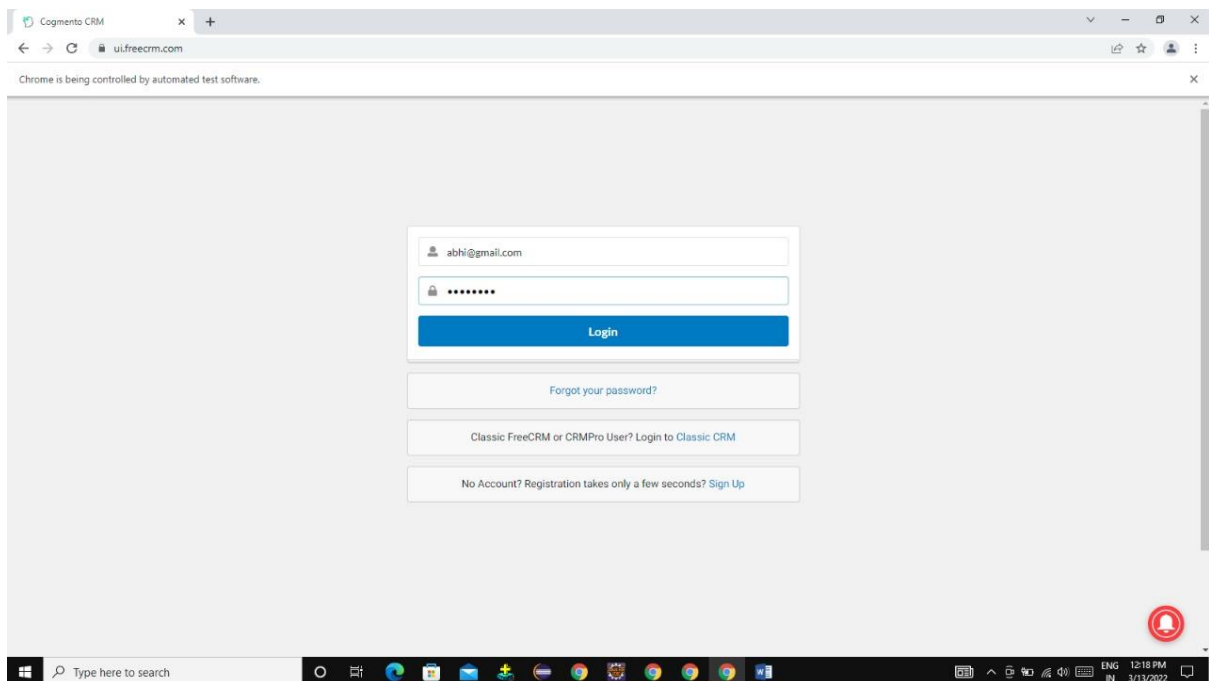 Cogmento CRM
ui.freecrm.com
Chrome is being controlled by automated test software.
abhi@gmail.com
••••••••
Login
Forgot your password?
Classic FreeCRM or CRMPro User? Login to Classic CRM
No Account? Registration takes only a few seconds? Sign Up
Type here to search
ENG 12:18 PM
IN 3/13/2022